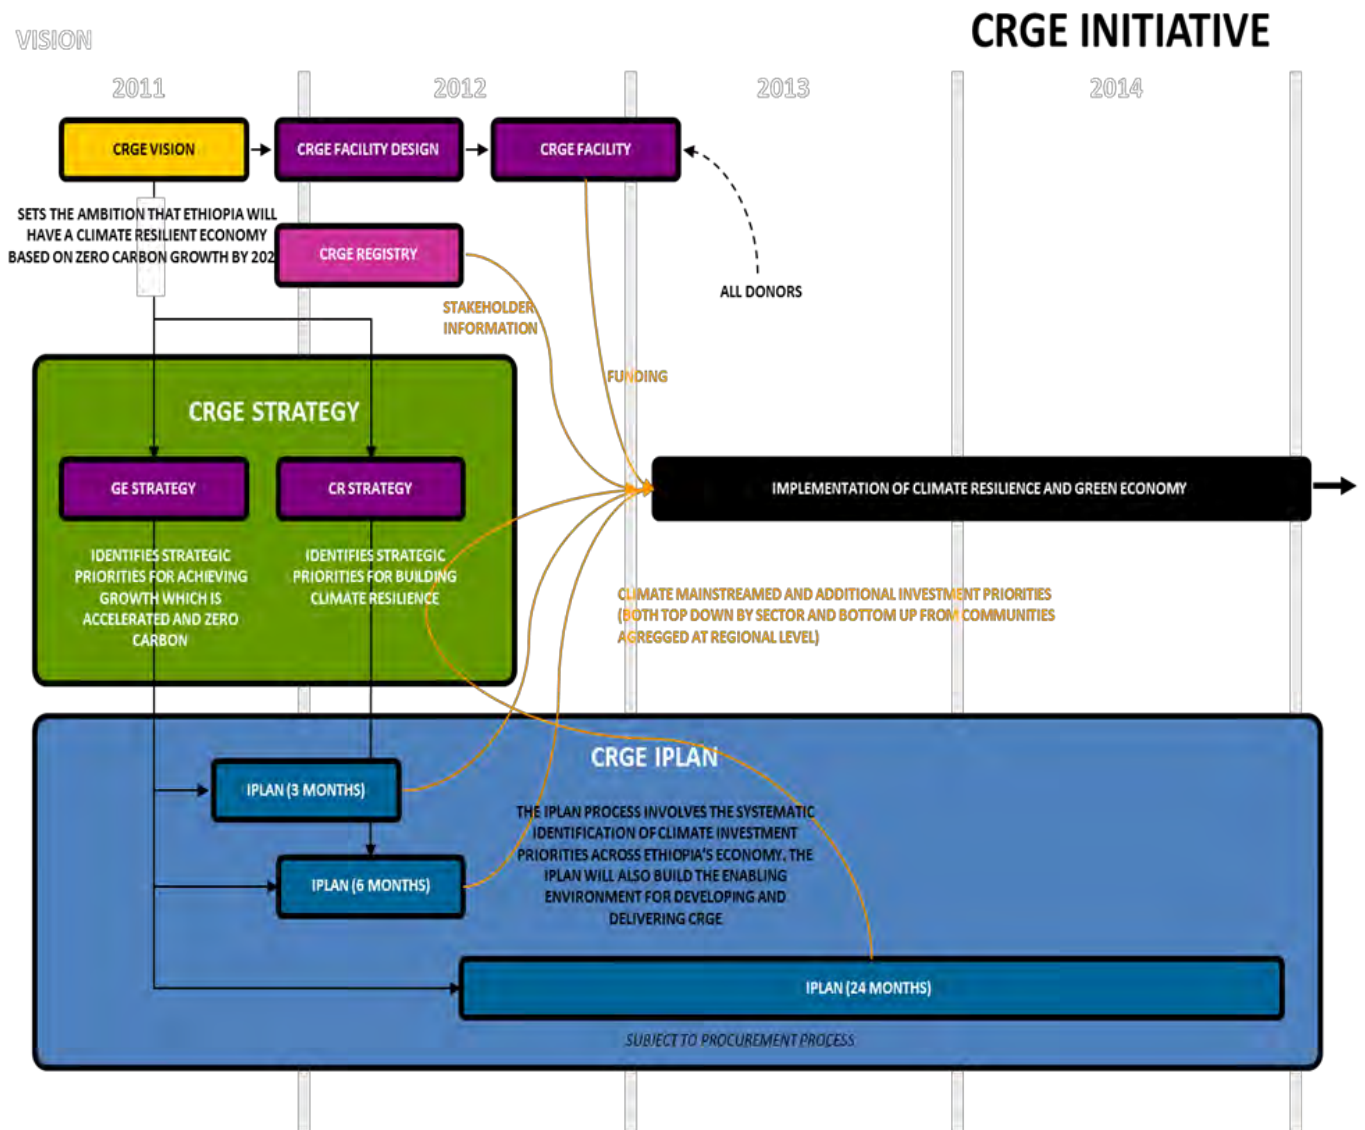 CRGE INITIATIVE
VISION
2011
2012
2013
2014
CRGE VISION
CRGE FACILITY DESIGN
CRGE FACILITY
SETS THE AMBITION THAT ETHIOPIA WILL
HAVE A CLIMATE RESILIENT ECONOMY
BASED ON ZERO CARBON GROWTH BY 202
CRGE REGISTRY
ALL DONORS
STAKEHOLDER
INFORMATION
FUNDING
CRGE STRATEGY
GE STRATEGY
CR STRATEGY
IMPLEMENTATION OF CLIMATE RESILIENCE AND GREEN ECONOMY
IDENTIFIES STRATEGIC
PRIORITIES FOR ACHIEVING
GROWTH WHICH IS
ACCELERATED AND ZERO
CARBON
IDENTIFIES STRATEGIC
PRIORITIES FOR BUILDING
CLIMATE RESILIENCE
CLIMATE MAINSTREAMED AND ADDITIONAL INVESTMENT PRIORITIES
(BOTH TOP DOWN BY SECTOR AND BOTTOM UP FROM COMMUNITIES
AGREGGED AT REGIONAL LEVEL)
CRGE IPLAN
IPLAN (3 MONTHS)
THE IPLAN PROCESS INVOLVES THE SYSTEMATIC
IDENTIFICATION OF CLIMATE INVESTMENT
PRIORITIES ACROSS ETHIOPIA'S ECONOMY. THE
IPLAN WILL ALSO BUILD THE ENABLING
ENVIRONMENT FOR DEVELOPING AND
DELIVERING CRGE
IPLAN (6 MONTHS)
IPLAN (24 MONTHS)
SUBJECT TO PROCUREMENT PROCESS